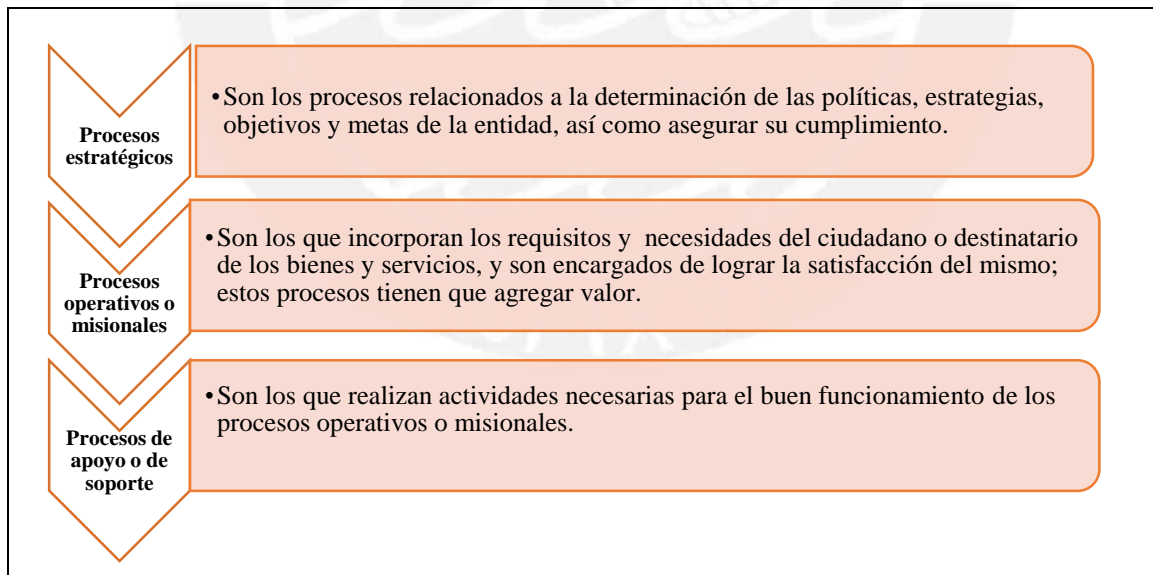 Procesos
estratégicos
•Son los procesos relacionados a la determinación de las políticas, estrategias,
objetivos y metas de la entidad, así como asegurar su cumplimiento.
Procesos
operativos o
misionales
•Son los que incorporan los requisitos y necesidades del ciudadano o destinatario
de los bienes y servicios, y son encargados de lograr la satisfacción del mismo;
estos procesos tienen que agregar valor.
Procesos de
apoyo o de
soporte
•Son los que realizan actividades necesarias para el buen funcionamiento de los
procesos operativos o misionales.